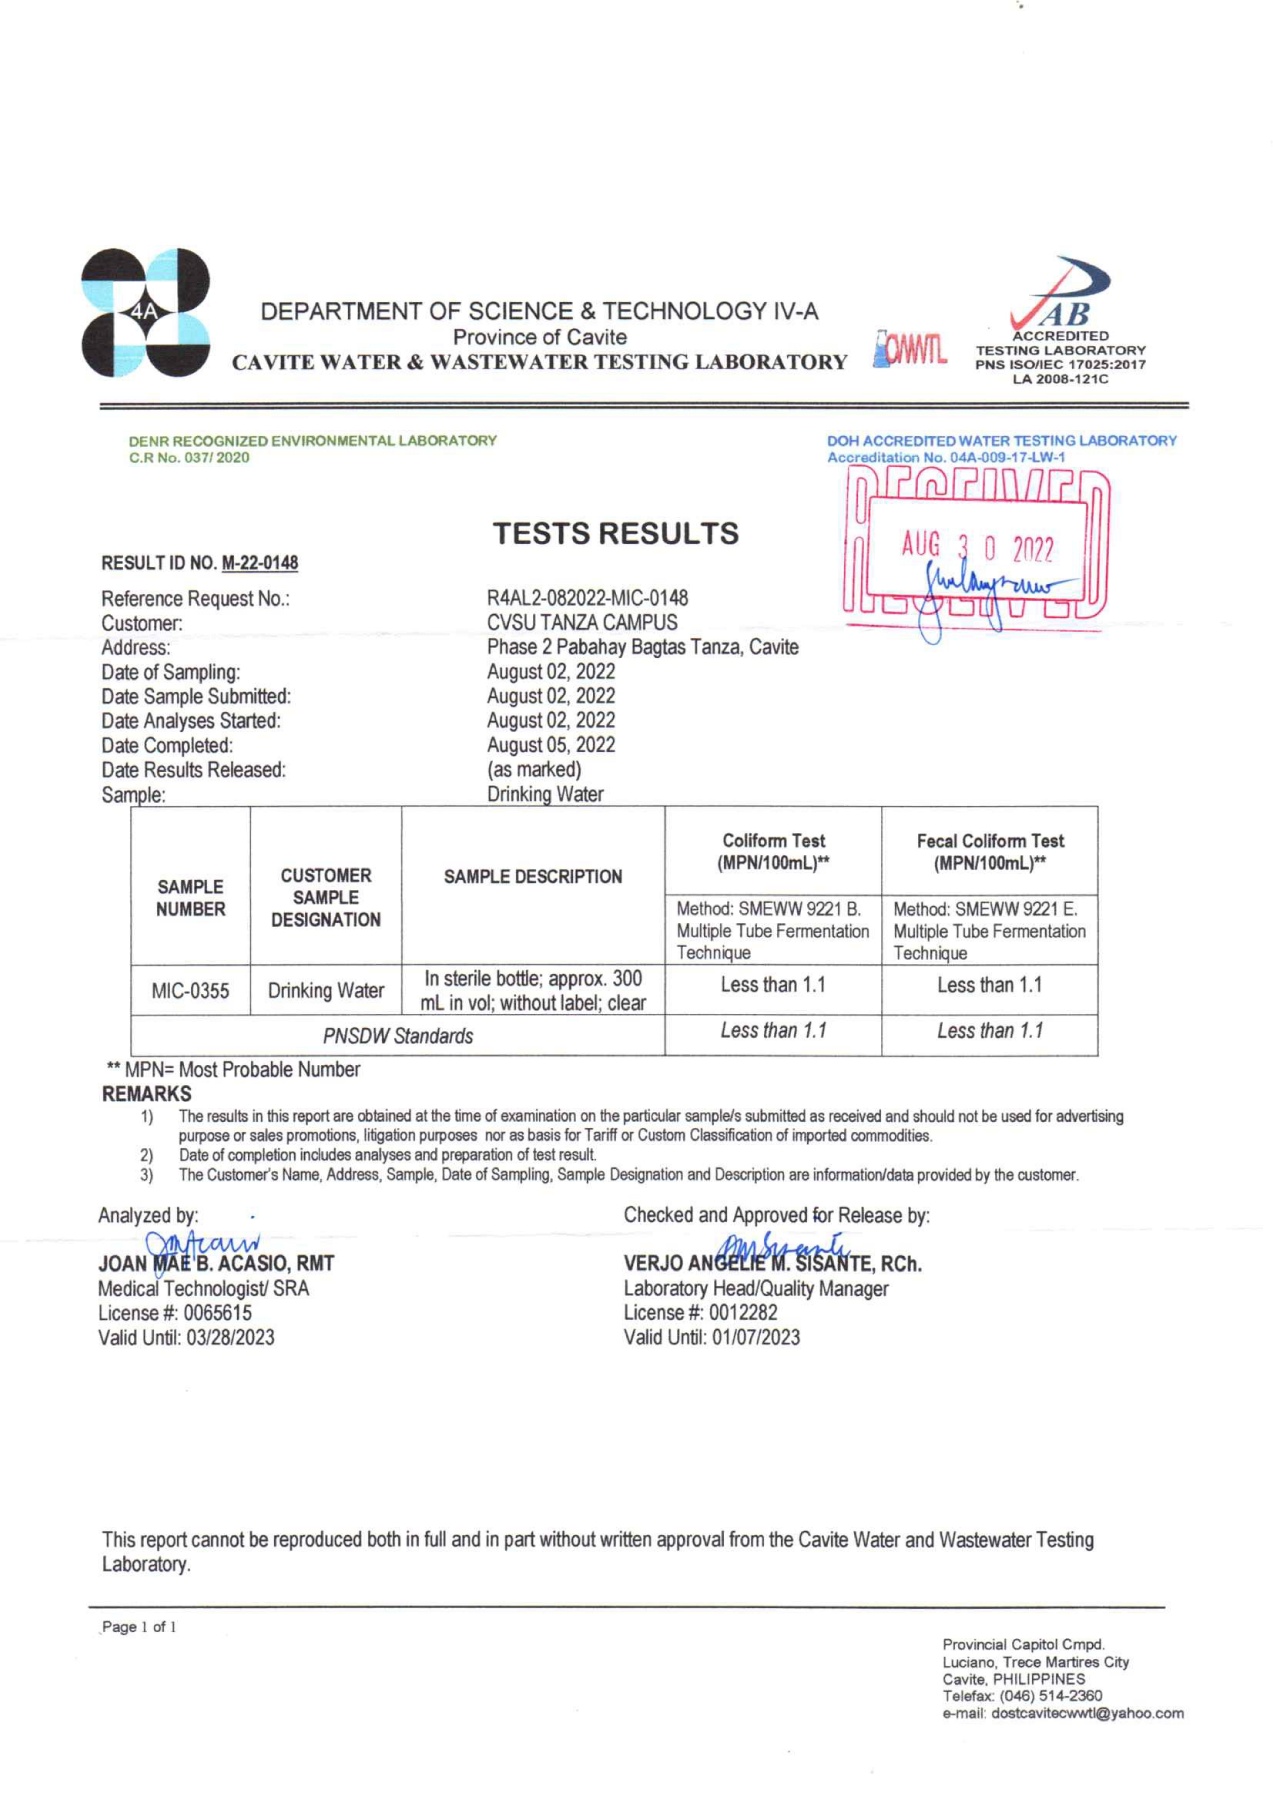 4A
DEPARTMENT OF SCIENCE & TECHNOLOGY IV-A
Province of Cavite
CAVITE WATER & WASTEWATER TESTING LABORATORY
CWWTL
PAB
ACCREDITED
TESTING LABORATORY
PNS ISO/IEC 17025:2017
LA 2008-121C
DENR RECOGNIZED ENVIRONMENTAL LABORATORY
C.R No. 037/ 2020
DOH ACCREDITED WATER TESTING LABORATORY
Accreditation No. 04A-009-17-LW-1
RECEIVED
AUG 30 2022
RECEIVED
TESTS RESULTS
RESULT ID NO. M-22-0148
Reference Request No.: R4AL2-082022-MIC-0148
Customer: CVSU TANZA CAMPUS
Address: Phase 2 Pabahay Bagtas Tanza, Cavite
Date of Sampling: August 02, 2022
Date Sample Submitted: August 02, 2022
Date Analyses Started: August 02, 2022
Date Completed: August 05, 2022
Date Results Released: (as marked)
Sample: Drinking Water
SAMPLE
NUMBER
CUSTOMER
SAMPLE
DESIGNATION
SAMPLE DESCRIPTION
Coliform Test
(MPN/100mL)**
Fecal Coliform Test
(MPN/100mL)**
Method: SMEWW 9221 B.
Multiple Tube Fermentation
Technique
Method: SMEWW 9221 E.
Multiple Tube Fermentation
Technique
MIC-0355
Drinking Water
In sterile bottle; approx. 300
mL in vol; without label; clear
Less than 1.1
Less than 1.1
PNSDW Standards
Less than 1.1
Less than 1.1
** MPN= Most Probable Number
REMARKS
1) The results in this report are obtained at the time of examination on the particular sample/s submitted as received and should not be used for advertising
purpose or sales promotions, litigation purposes nor as basis for Tariff or Custom Classification of imported commodities.
2) Date of completion includes analyses and preparation of test result.
3) The Customer's Name, Address, Sample, Date of Sampling, Sample Designation and Description are information/data provided by the customer.
Analyzed by:
JOAN MAE B. ACASIO, RMT
Medical Technologist/ SRA
License #: 0065615
Valid Until: 03/28/2023
Checked and Approved for Release by:
VERJO ANGELIE M. SISANTE, RCh.
Laboratory Head/Quality Manager
License #: 0012282
Valid Until: 01/07/2023
This report cannot be reproduced both in full and in part without written approval from the Cavite Water and Wastewater Testing
Laboratory.
Page 1 of 1
Provincial Capitol Cmpd.
Luciano, Trece Martires City
Cavite, PHILIPPINES
Telefax: (046) 514-2360
e-mail: dostcavitecwwtl@yahoo.com